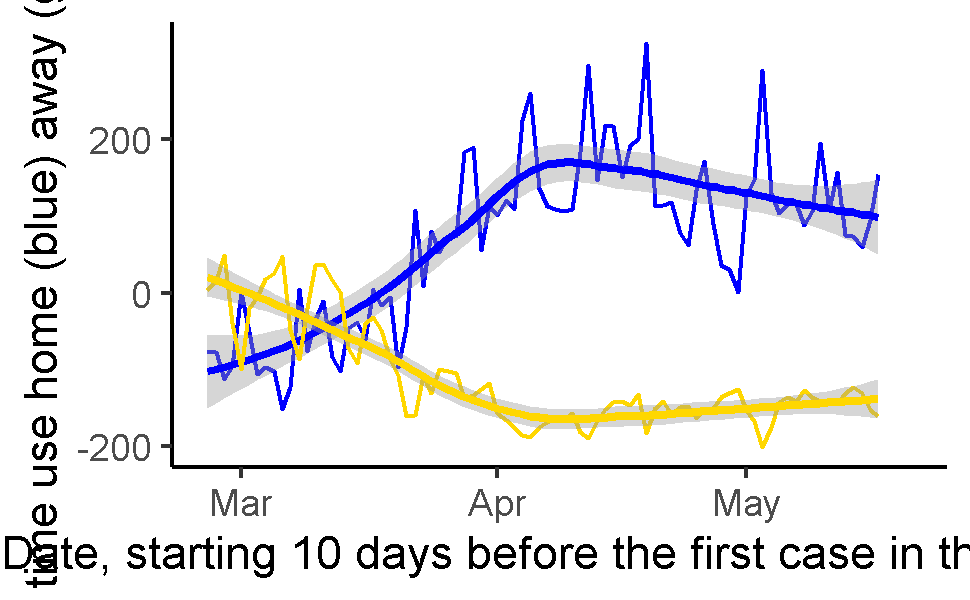 time use home (blue) away (
200
0
-200
Mar Apr May
Date, starting 10 days before the first case in th